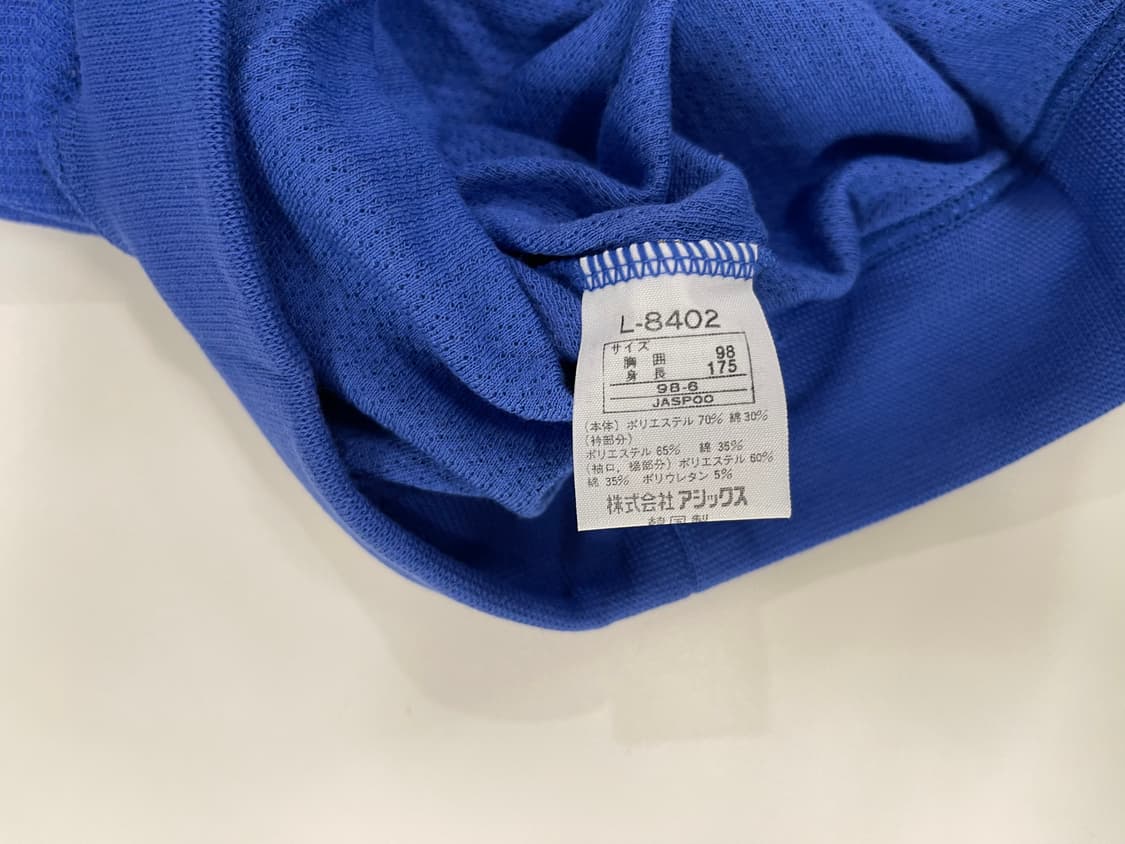 L-8402
サイズ
胸囲 98
身長 175
98-6
JASPOO
(本体) ポリエステル 70% 綿 30%
(衿部分)
ポリエステル 65% 綿 35%
(袖口, 裾部分) ポリエステル 60%
綿 35% ポリウレタン 5%
株式会社 アシックス
韓国製